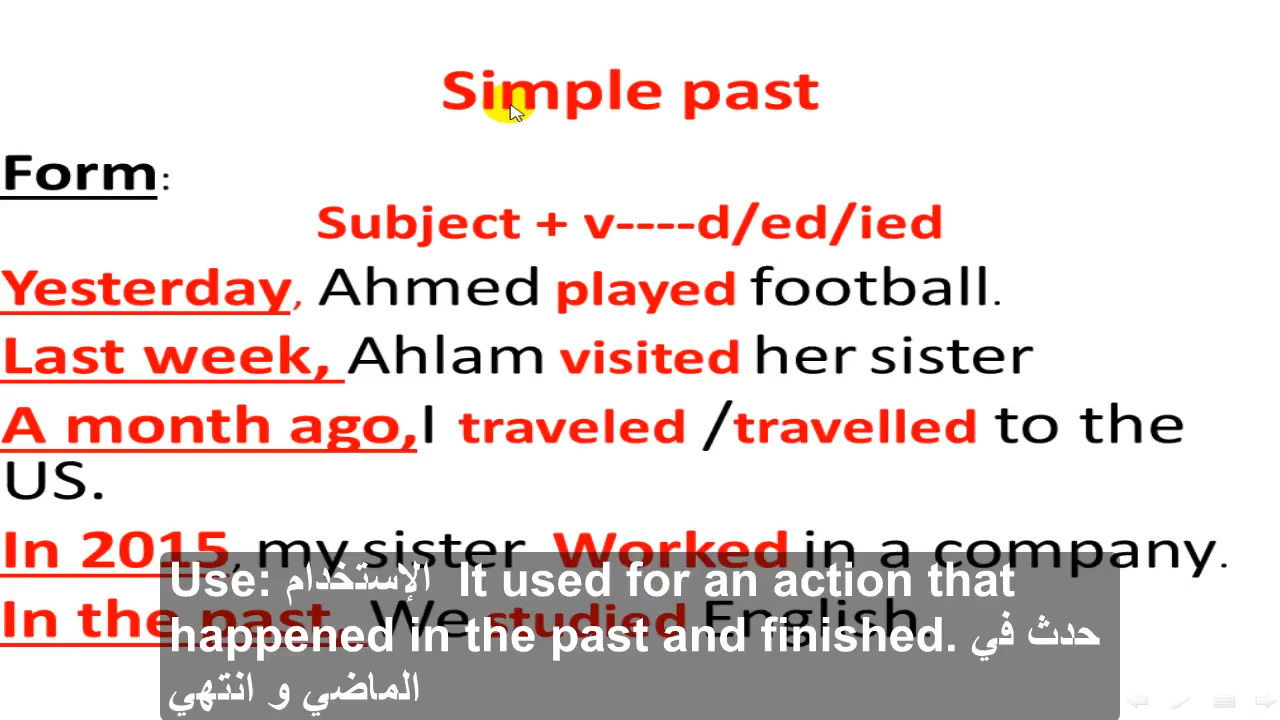 Simple past
Form:
Subject + v----d/ed/ied
Yesterday, Ahmed played football.
Last week, Ahlam visited her sister
A month ago,I traveled /travelled to the
US.
In 2015, my sister Worked in a company.
In the past, We studied English
Use: الإستخدام It used for an action that
happened in the past and finished. حدث في
الماضي و انتهي